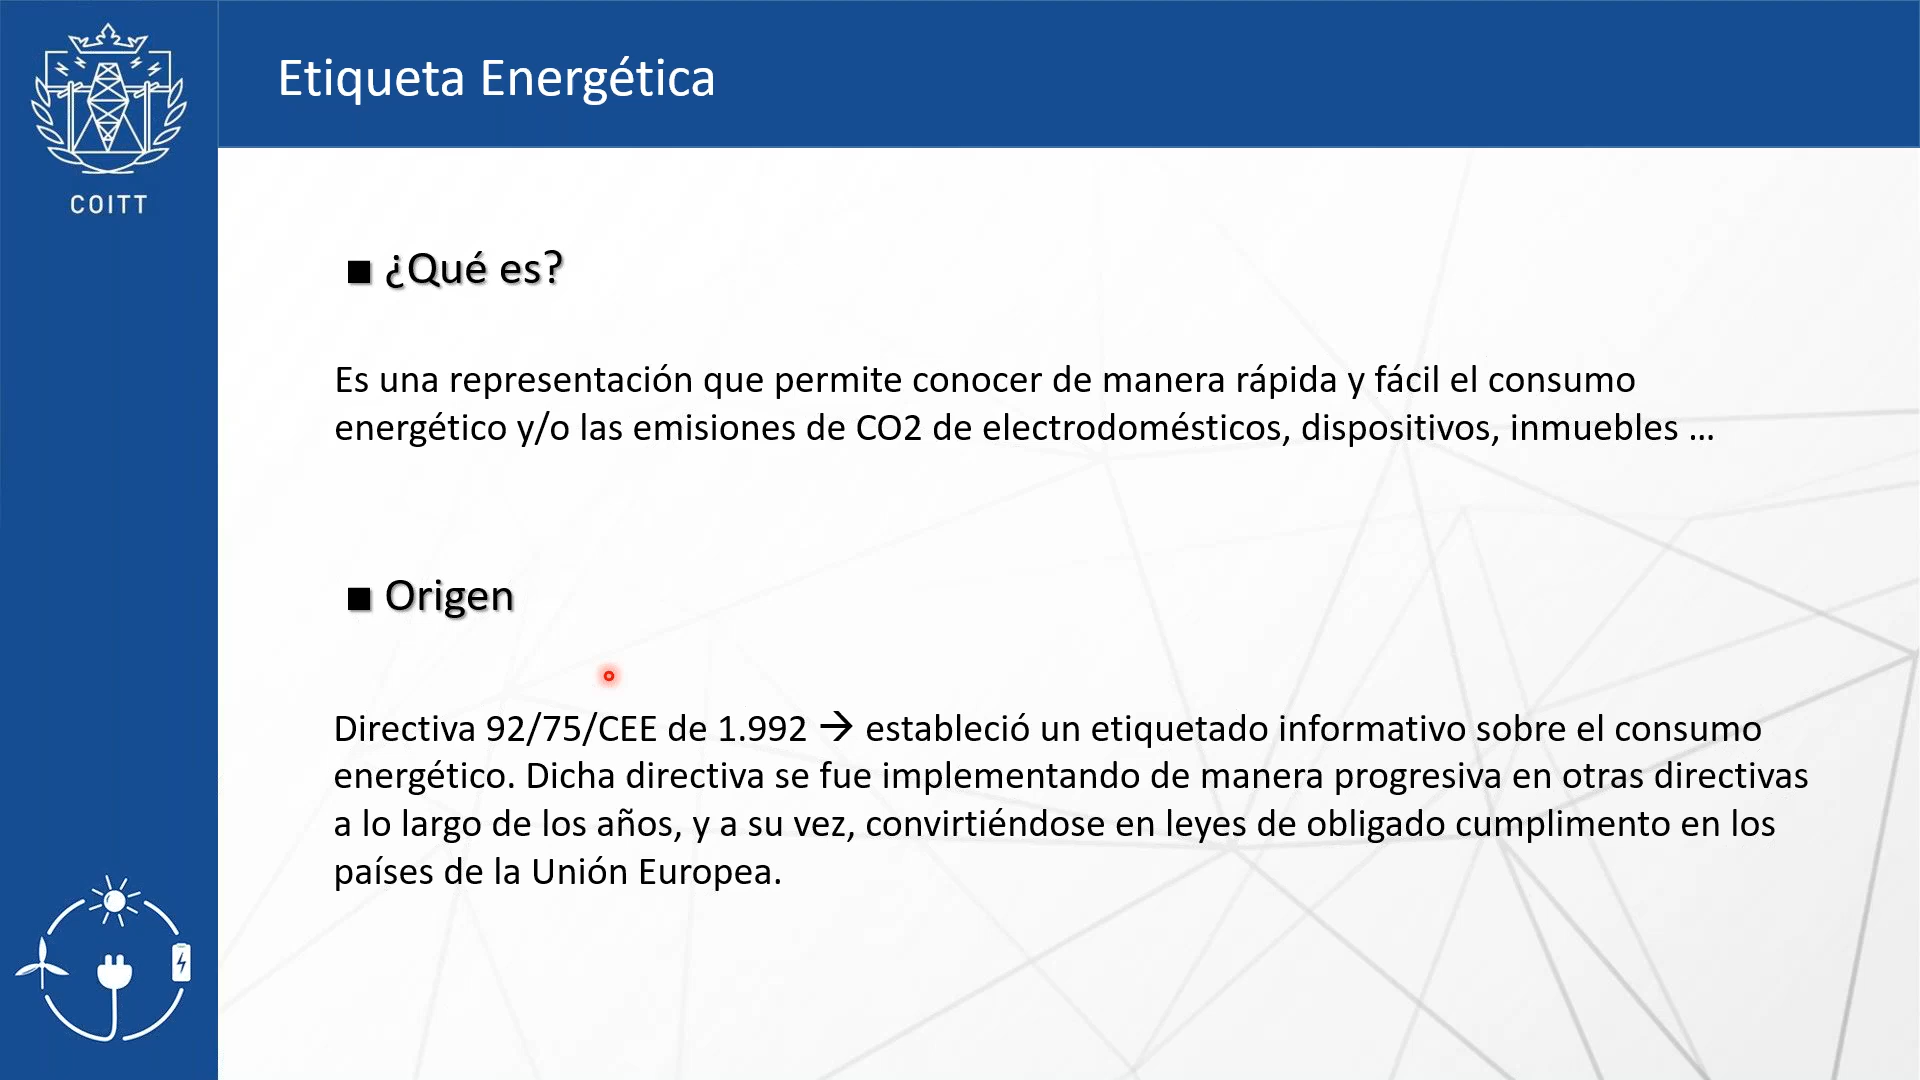 COITT
Etiqueta Energética
■ ¿Qué es?
Es una representación que permite conocer de manera rápida y fácil el consumo
energético y/o las emisiones de CO2 de electrodomésticos, dispositivos, inmuebles ...
■ Origen
Directiva 92/75/CEE de 1.992 → estableció un etiquetado informativo sobre el consumo
energético. Dicha directiva se fue implementando de manera progresiva en otras directivas
a lo largo de los años, y a su vez, convirtiéndose en leyes de obligado cumplimento en los
países de la Unión Europea.